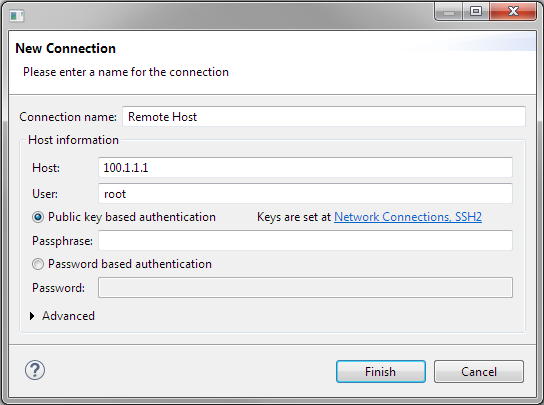 New Connection
Please enter a name for the connection
Connection name: Remote Host
Host information
Host: 100.1.1.1
User: root
Public key based authentication Keys are set at Network Connections, SSH2
Passphrase:
Password based authentication
Password:
Advanced
? Finish Cancel